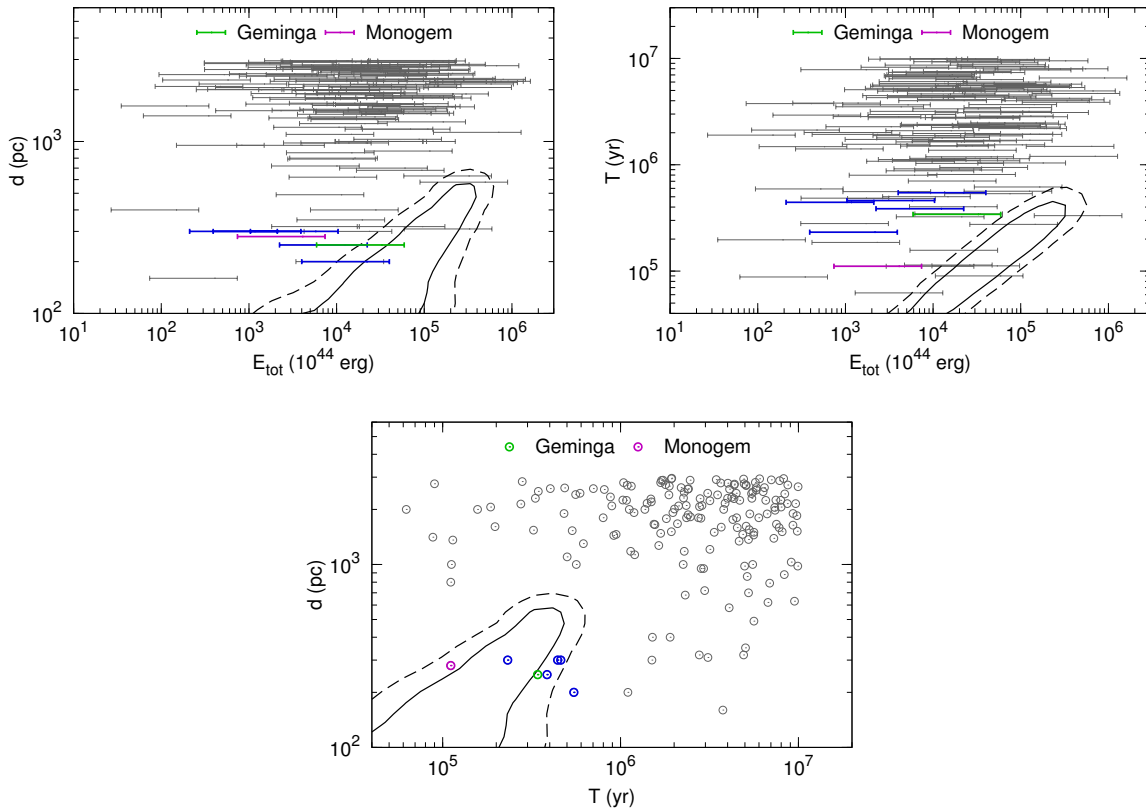 Geminga Monogem
d (pc)
10^3
10^2
10^1 10^2 10^3 10^4 10^5 10^6
E_tot (10^44 erg)
Geminga Monogem
T (yr)
10^7
10^6
10^5
10^1 10^2 10^3 10^4 10^5 10^6
E_tot (10^44 erg)
Geminga Monogem
d (pc)
10^3
10^2
10^5 10^6 10^7
T (yr)